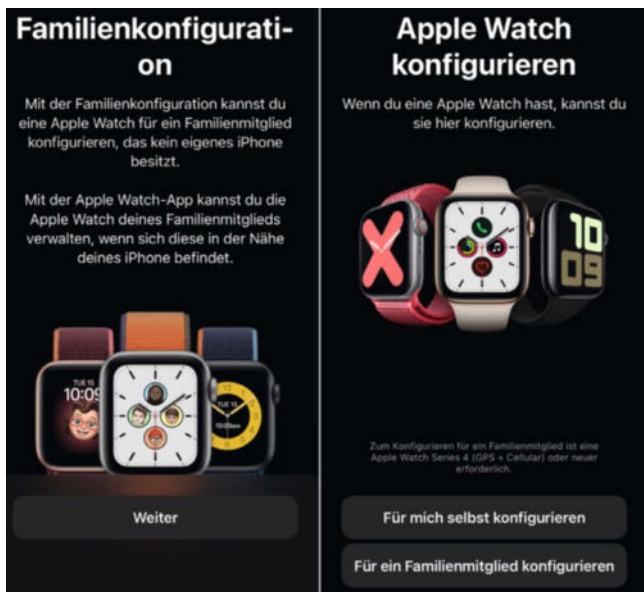 Familienkonfigurati-
on
Mit der Familienkonfiguration kannst du
eine Apple Watch für ein Familienmitglied
konfigurieren, das kein eigenes iPhone
besitzt.
Mit der Apple Watch-App kannst du die
Apple Watch deines Familienmitglieds
verwalten, wenn sich diese in der Nähe
deines iPhone befindet.
TUE 15
10:09
TUE 15
10:09AM
Weiter
Apple Watch
konfigurieren
Wenn du eine Apple Watch hast, kannst du
sie hier konfigurieren.
10
09
Zum Konfigurieren für ein Familienmitglied ist eine
Apple Watch Series 4 (GPS + Cellular) oder neuer
erforderlich.
Für mich selbst konfigurieren
Für ein Familienmitglied konfigurieren